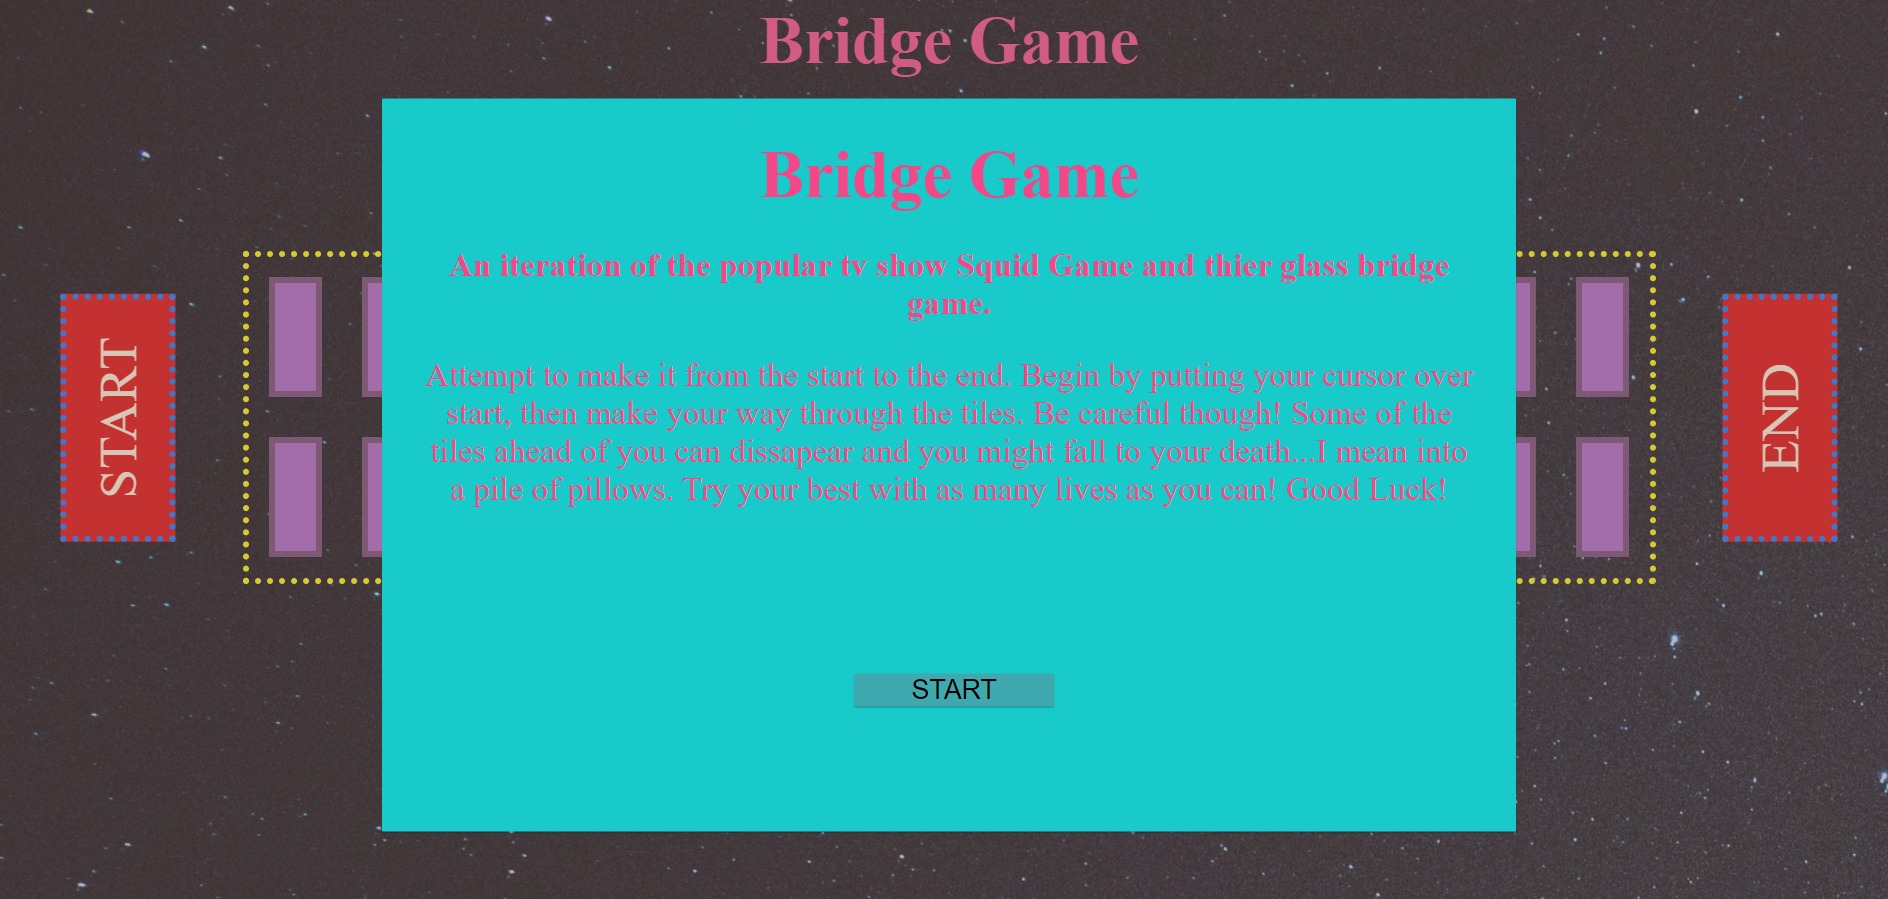 Bridge Game
Bridge Game
An iteration of the popular tv show Squid Game and thier glass bridge
game.
Attempt to make it from the start to the end. Begin by putting your cursor over
start, then make your way through the tiles. Be careful though! Some of the
tiles ahead of you can dissapear and you might fall to your death...I mean into
a pile of pillows. Try your best with as many lives as you can! Good Luck!
START
START
END